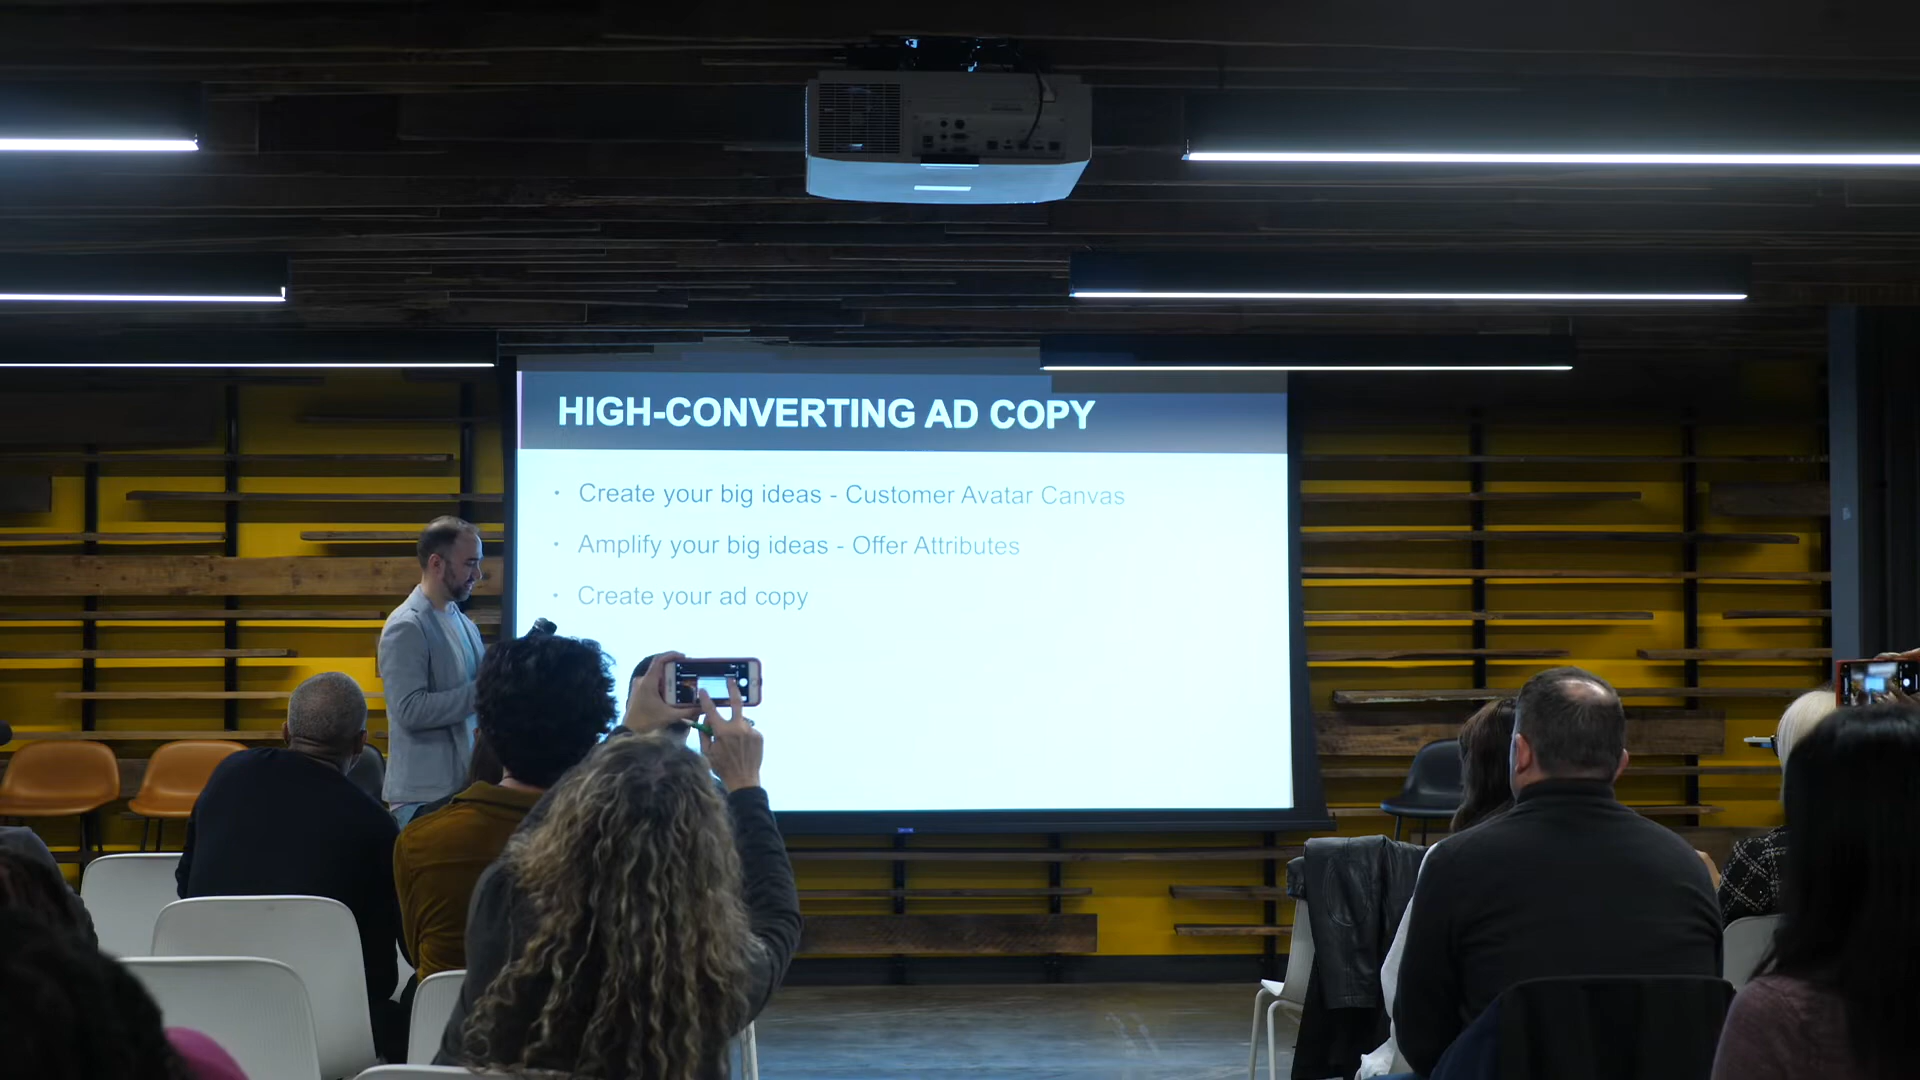 HIGH-CONVERTING AD COPY
• Create your big ideas - Customer Avatar Canvas
• Amplify your big ideas - Offer Attributes
• Create your ad copy